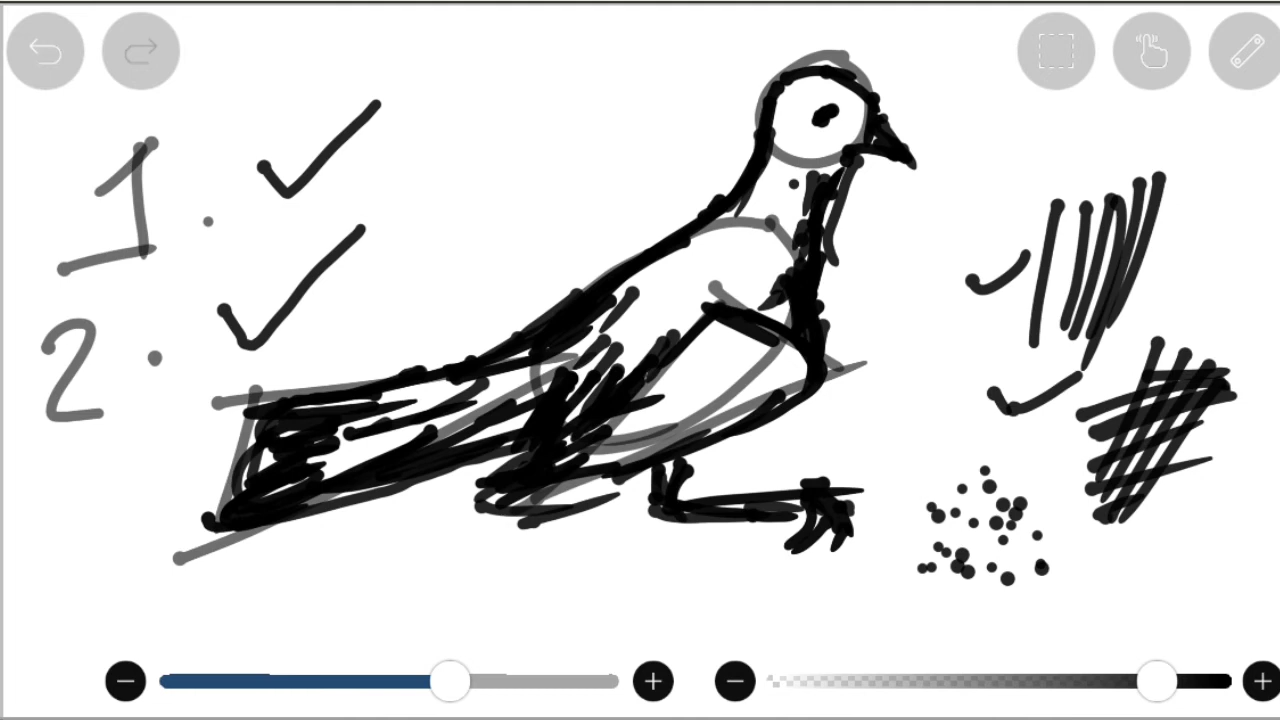 1. ✓
2. ✓